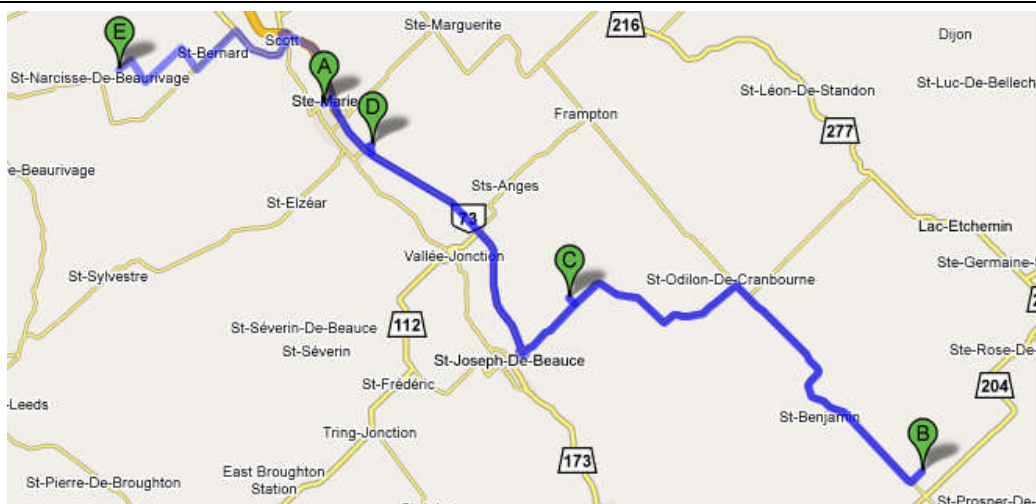 Ste-Marguerite
216
Dijon
E
Scott
St-Bernard
A
St-Narcisse-De-Beaurivage
St-Luc-De-Bellech
St-Léon-De-Standon
Ste-Marie
D
Frampton
277
e-Beaurivage
Sts-Anges
St-Elzéar
73
Lac-Etchemin
Vallée-Jonction
C
Ste-Germaine-S
St-Sylvestre
St-Odilon-De-Cranbourne
2
St-Séverin-De-Beauce
112
St-Séverin
St-Joseph-De-Beauce
Ste-Rose-De-
St-Frédéric
204
-Leeds
St-Benjamin
B
Tring-Jonction
173
East Broughton
Station
St-Pierre-De-Broughton
St-Prosper-De-